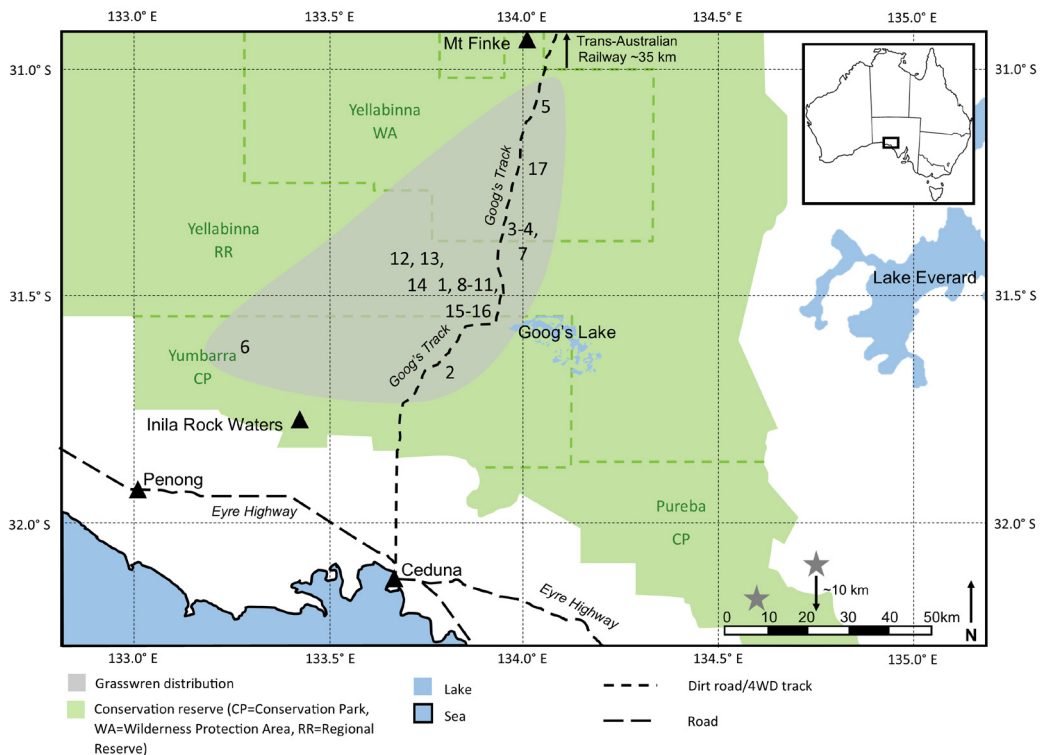 133.0° S
133.5° S
134.0° S
134.5° S
135.0° S
Mt Finke
Trans-Australian
Railway ~35 km
31.0° S
31.0° S
Yellabinna
WA
5
Goog's Track
17
Yellabinna
RR
3-4,
7
12, 13,
14 1, 8-11,
15-16
Lake Everard
31.5° S
31.5° S
Goog's Lake
6
Yumbarra
CP
Goog's Track
2
Inila Rock Waters
Penong
Eyre Highway
Pureba
CP
32.0° S
32.0° S
Ceduna
Eyre Highway
~10 km
0 10 20 30 40 50km
N
133.0° S
133.5° S
134.0° S
134.5° S
135.0° S
Grasswren distribution
Conservation reserve (CP=Conservation Park,
WA=Wilderness Protection Area, RR=Regional
Reserve)
Lake
Sea
Dirt road/4WD track
Road